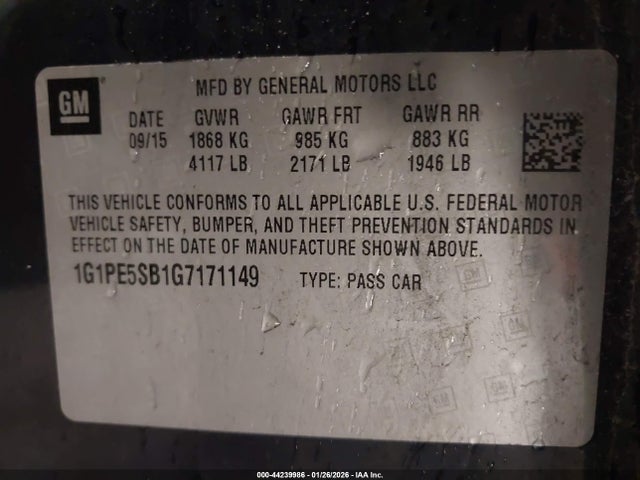 GM
MFD BY GENERAL MOTORS LLC
DATE GVWR GAWR FRT GAWR RR
09/15 1868 KG 985 KG 883 KG
4117 LB 2171 LB 1946 LB
THIS VEHICLE CONFORMS TO ALL APPLICABLE U.S. FEDERAL MOTOR
VEHICLE SAFETY, BUMPER, AND THEFT PREVENTION STANDARDS IN
EFFECT ON THE DATE OF MANUFACTURE SHOWN ABOVE.
1G1PE5SB1G7171149 TYPE: PASS CAR
000-44239986 - 01/26/2026 - IAA Inc.